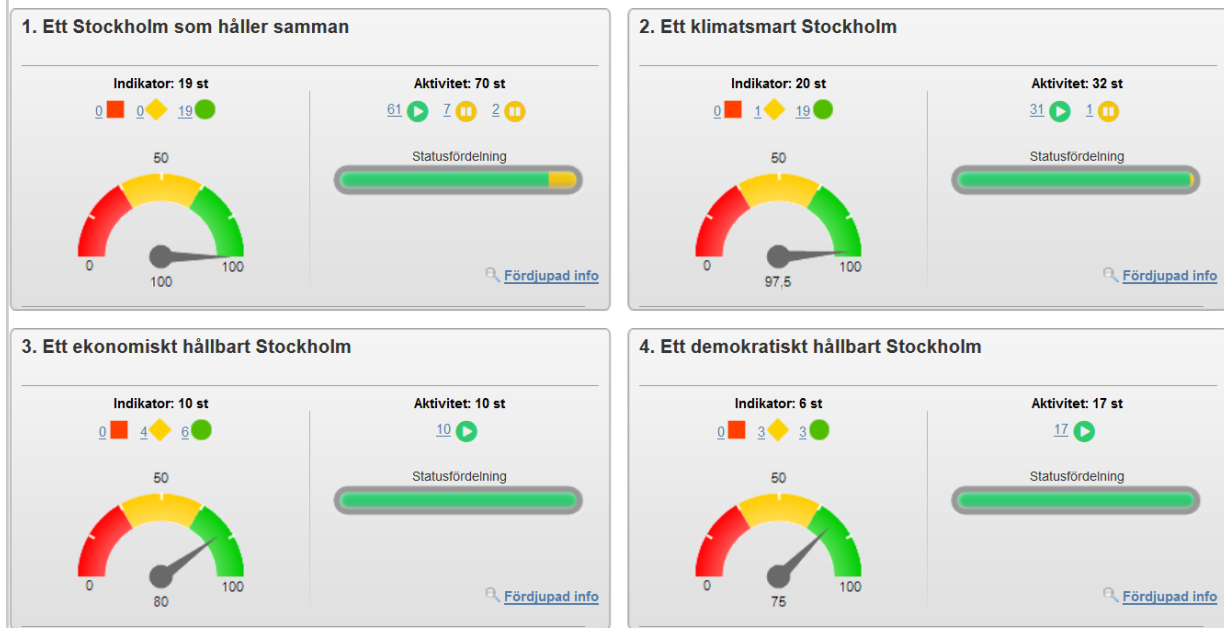 1. Ett Stockholm som håller samman
Indikator: 19 st
0 0 19
50
0 100
100
Aktivitet: 70 st
61 7 2
Statusfördelning
Fördjupad info
2. Ett klimatsmart Stockholm
Indikator: 20 st
0 1 19
50
0 100
97,5
Aktivitet: 32 st
31 1
Statusfördelning
Fördjupad info
3. Ett ekonomiskt hållbart Stockholm
Indikator: 10 st
0 4 6
50
0 100
80
Aktivitet: 10 st
10
Statusfördelning
Fördjupad info
4. Ett demokratiskt hållbart Stockholm
Indikator: 6 st
0 3 3
50
0 100
75
Aktivitet: 17 st
17
Statusfördelning
Fördjupad info